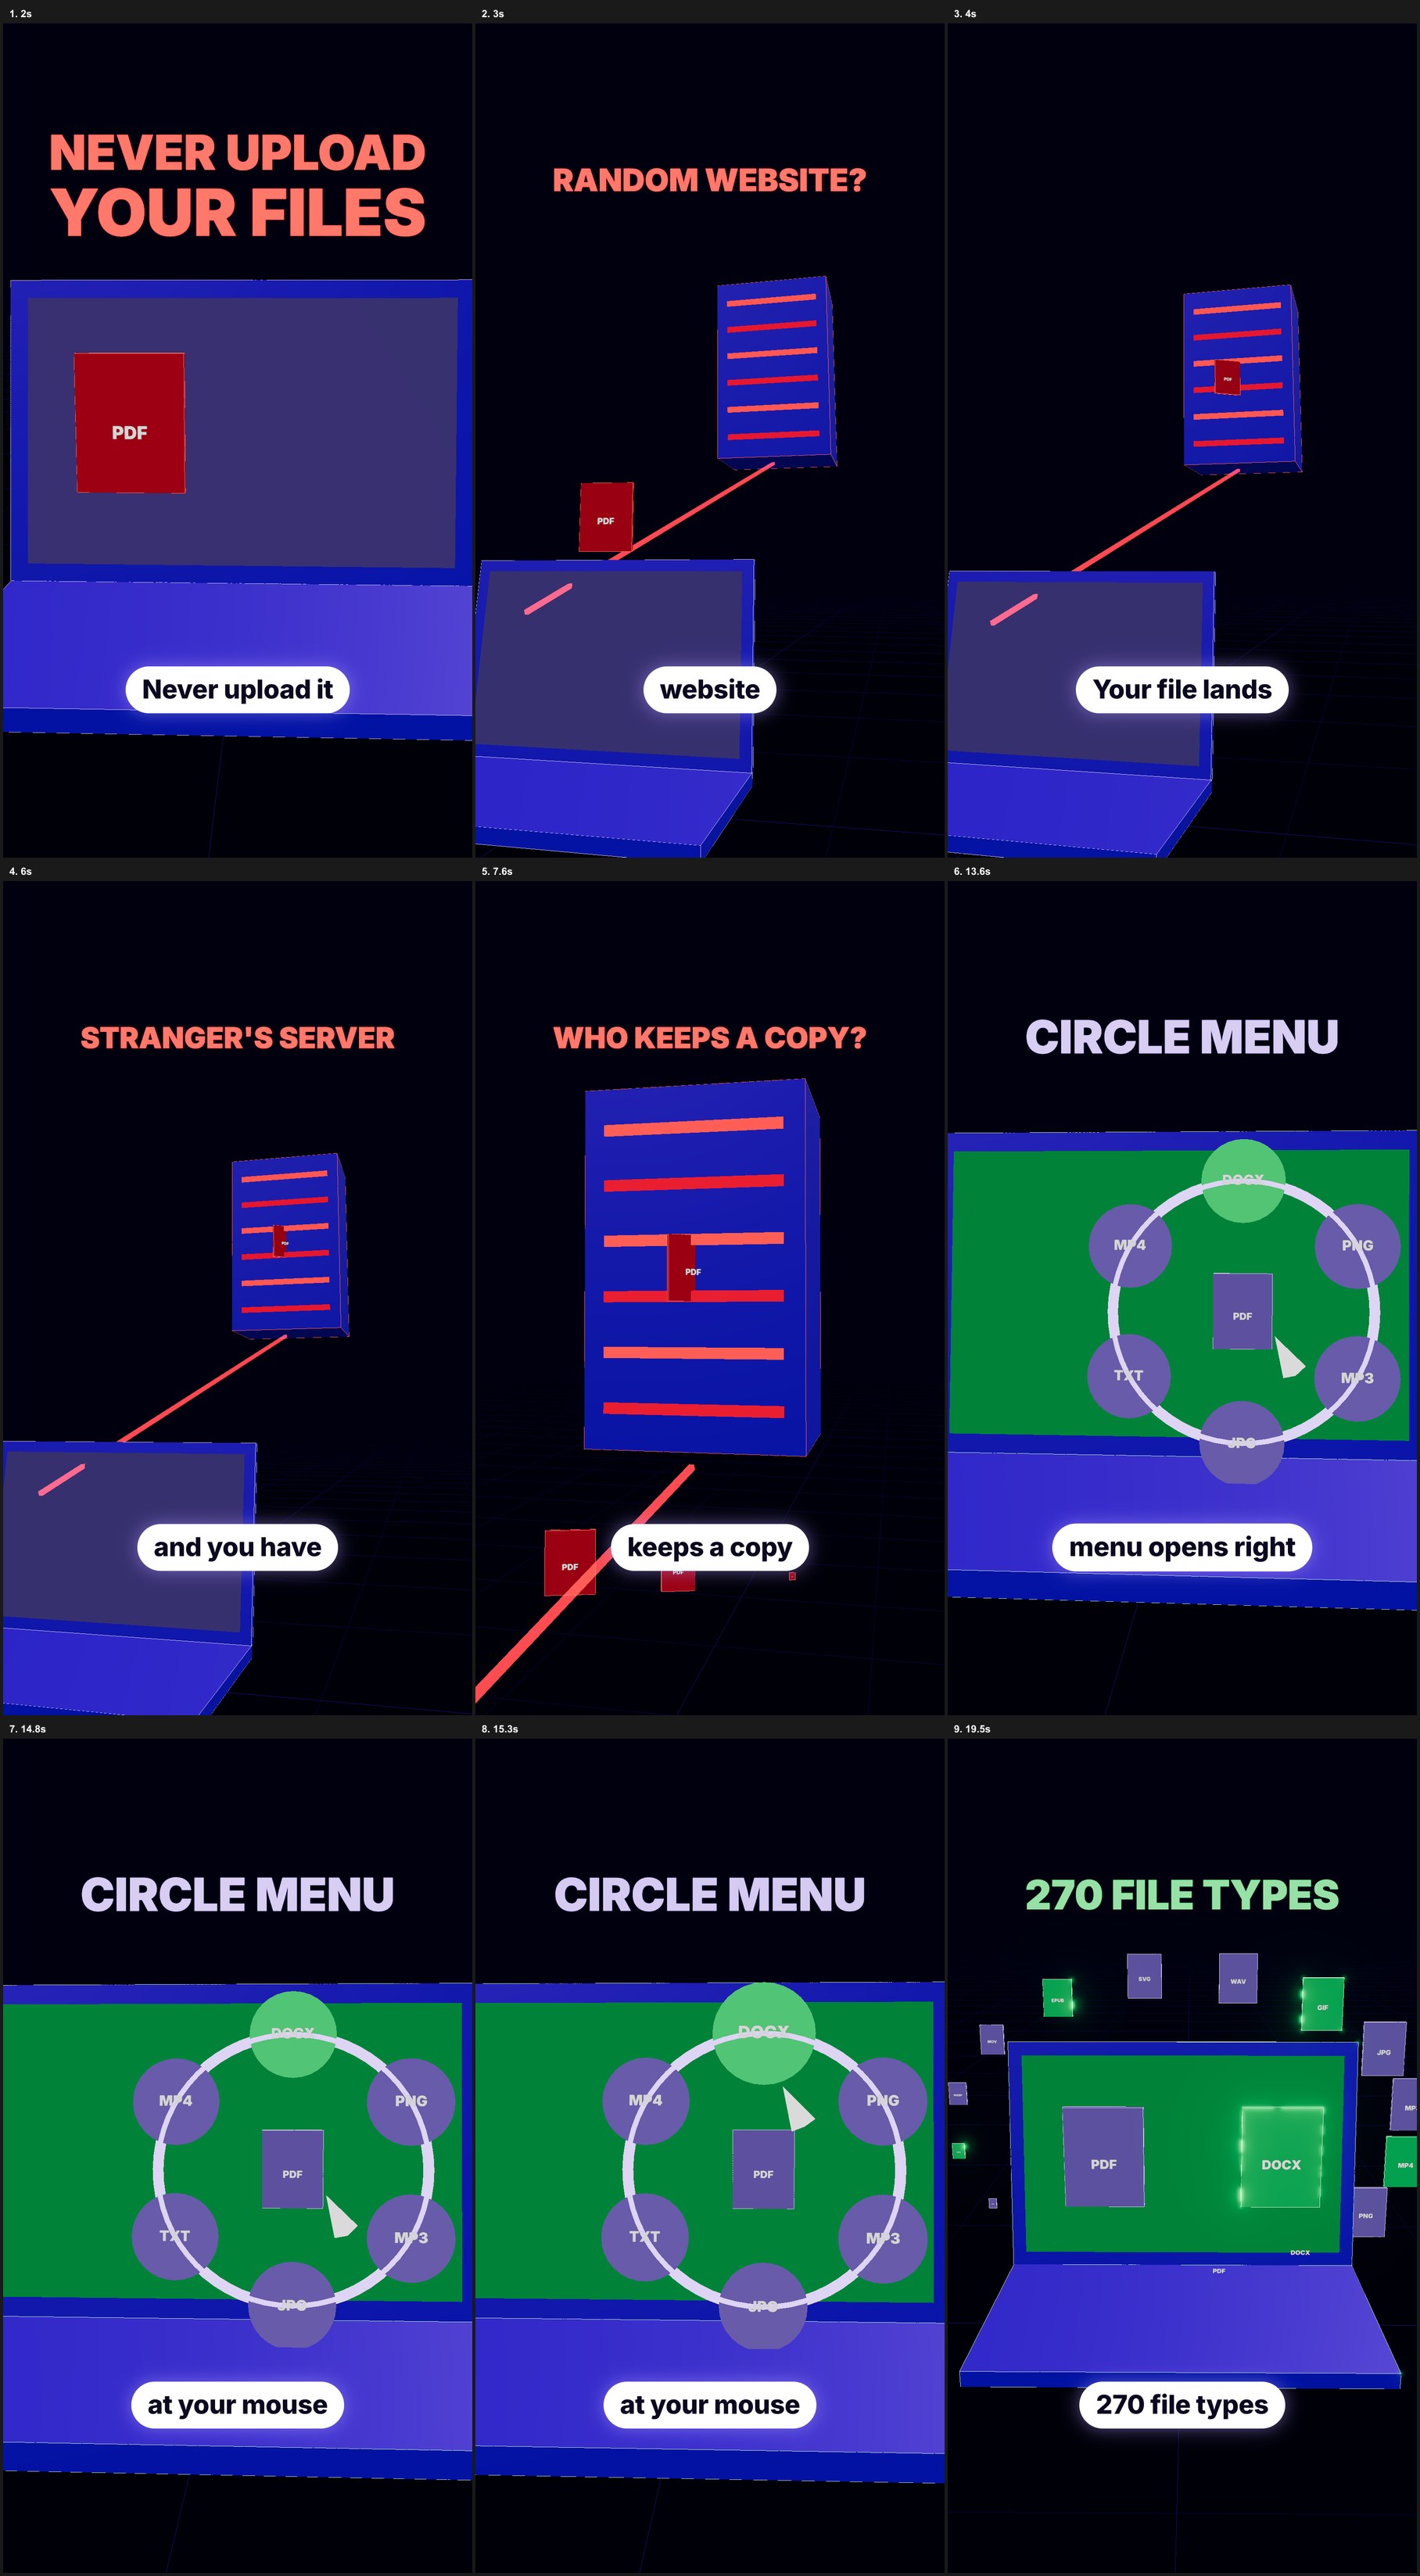 1. 2s
NEVER UPLOAD
YOUR FILES
PDF
Never upload it
2. 3s
RANDOM WEBSITE?
PDF
website
3. 4s
PDF
Your file lands
4. 6s
STRANGER'S SERVER
PDF
and you have
5. 7.6s
WHO KEEPS A COPY?
PDF
PDF
PDF
keeps a copy
6. 13.6s
CIRCLE MENU
DOCX
MP4
PNG
PDF
TXT
MP3
JPG
menu opens right
7. 14.8s
CIRCLE MENU
DOCX
MP4
PNG
PDF
TXT
MP3
JPG
at your mouse
8. 15.3s
CIRCLE MENU
DOCX
MP4
PNG
PDF
TXT
MP3
JPG
at your mouse
9. 19.5s
270 FILE TYPES
SVG
WAV
EPUB
GIF
MOV
JPG
PDF
DOCX
MP4
PNG
DOCX
PDF
270 file types